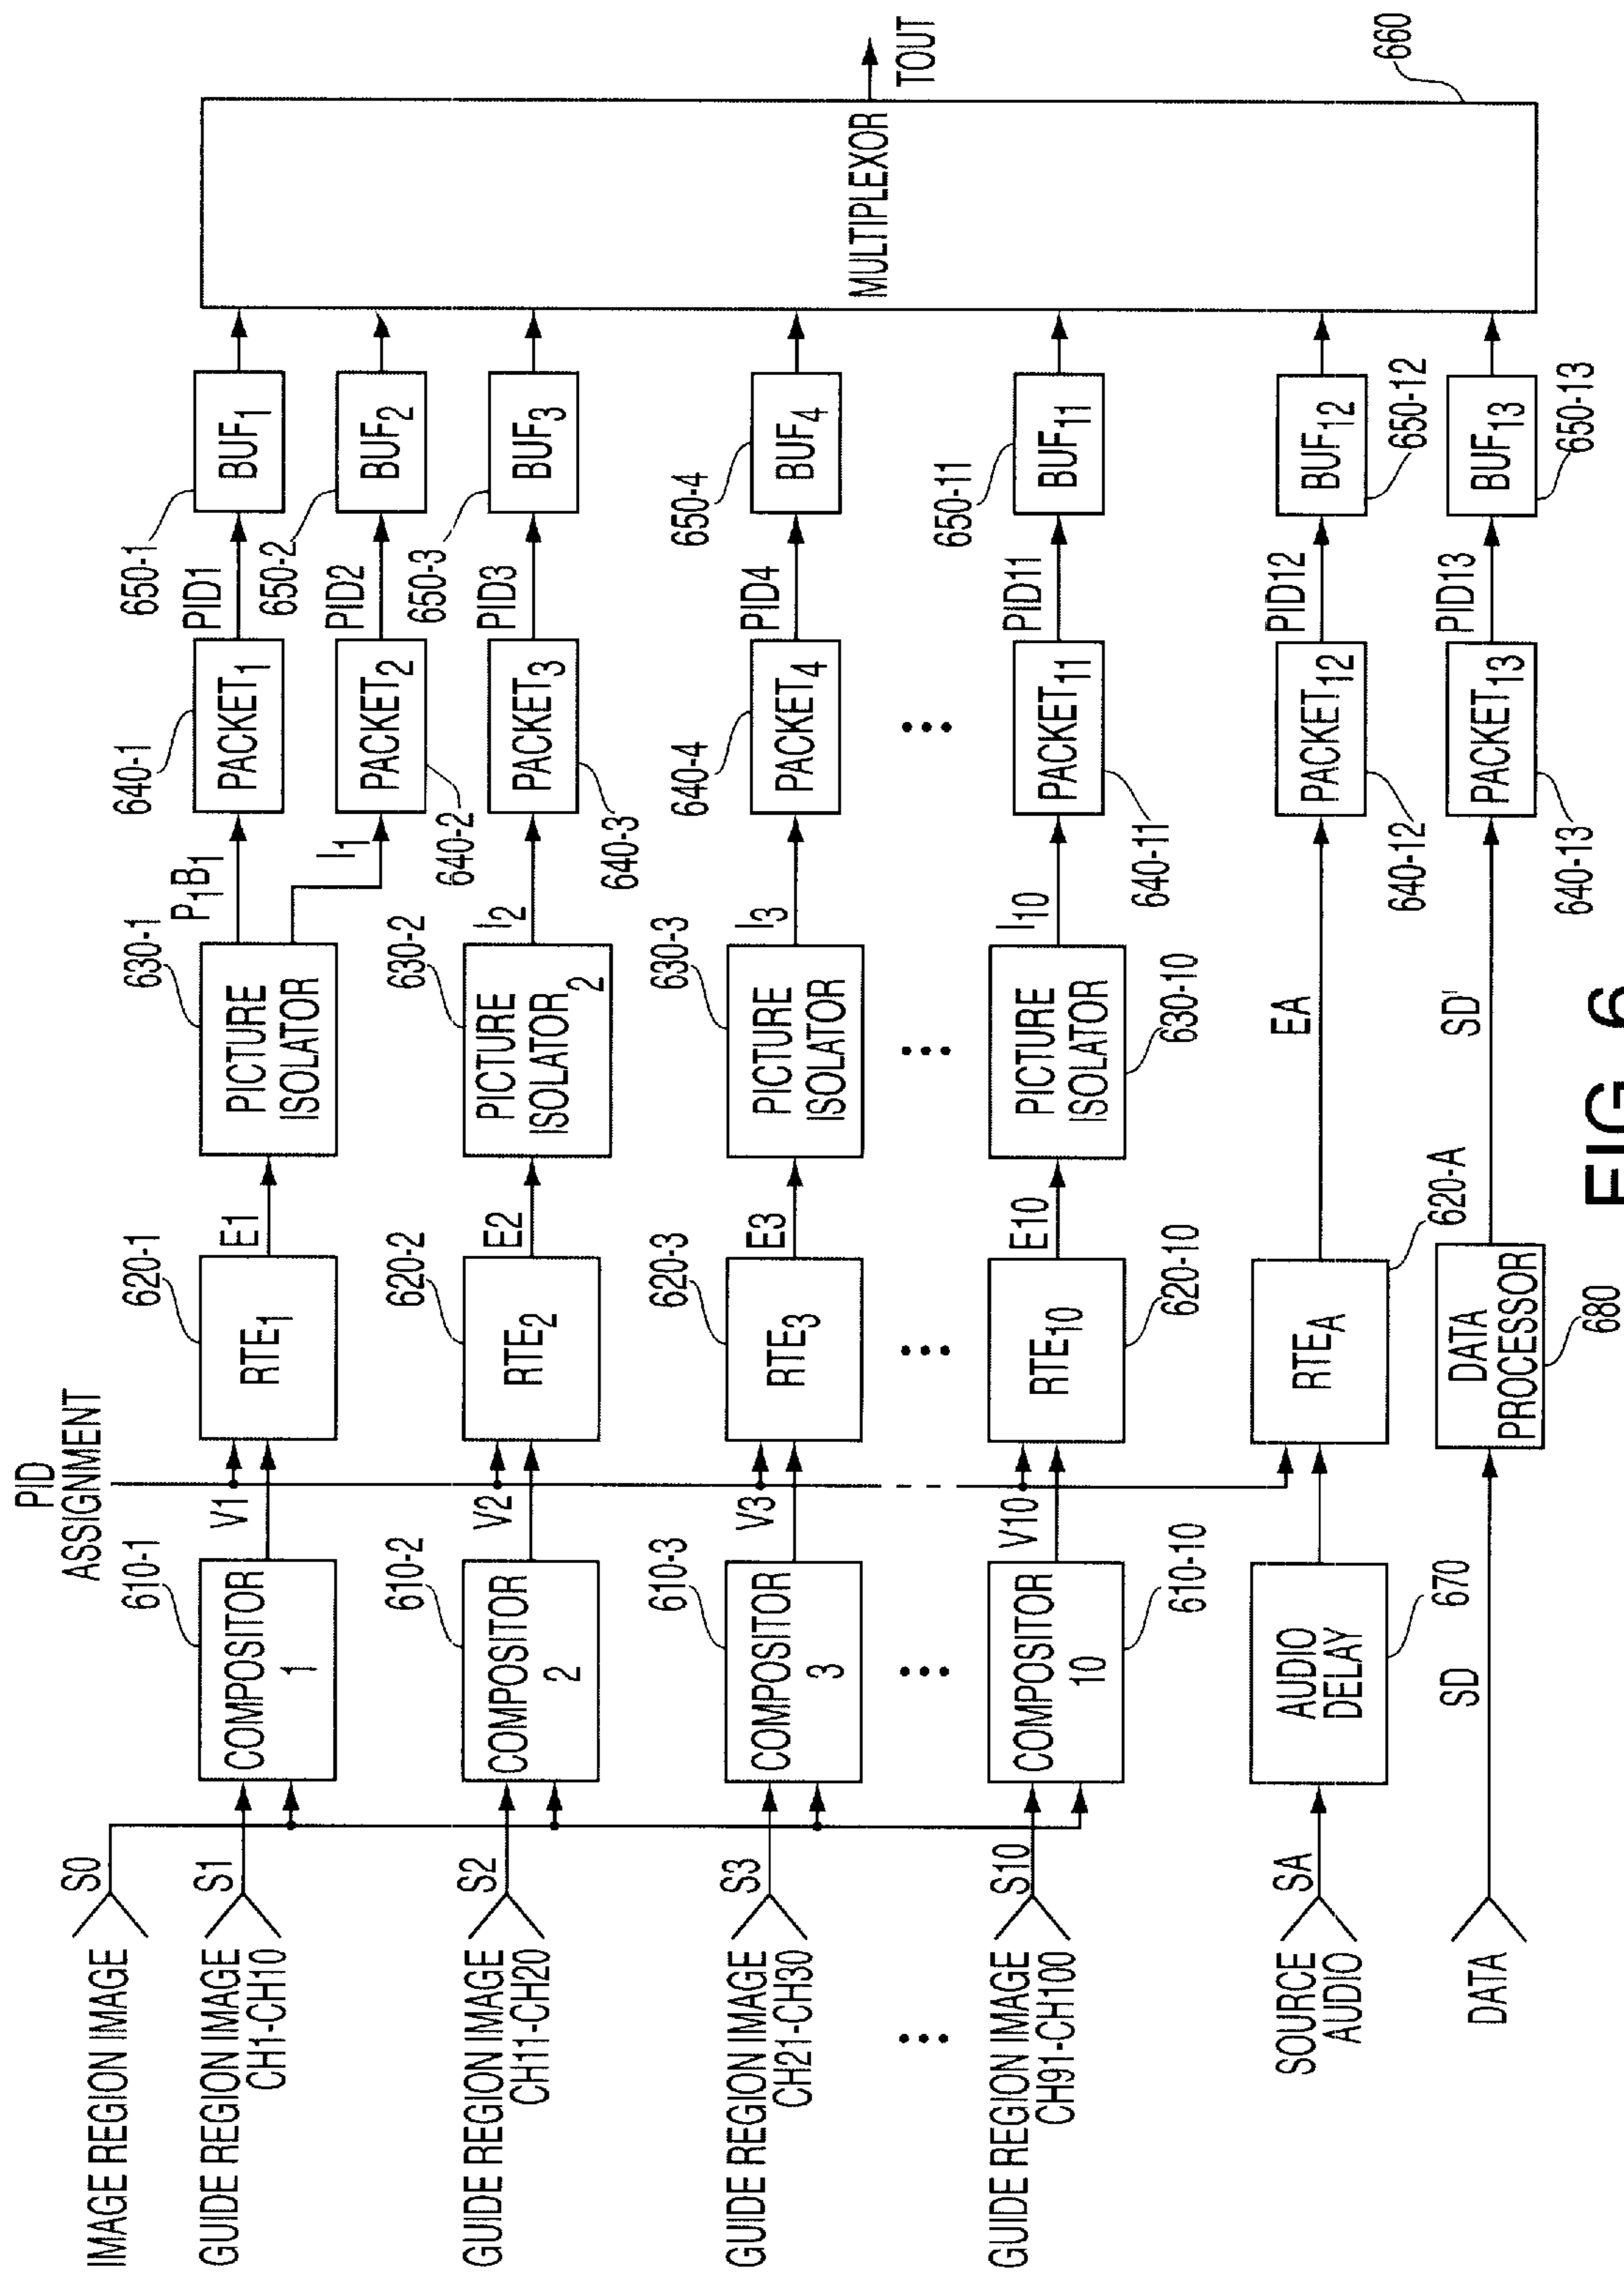 PID
ASSIGNMENT
IMAGE REGION IMAGE
S0
GUIDE REGION IMAGE
CH1-CH10
S1
COMPOSITOR
1
610-1
V1
RTE1
620-1
E1
PICTURE
ISOLATOR
630-1
P1B1
I1
PACKET1
640-1
PID1
BUF1
650-1
PACKET2
640-2
PID2
BUF2
650-2
GUIDE REGION IMAGE
CH11-CH20
S2
COMPOSITOR
2
610-2
V2
RTE2
620-2
E2
PICTURE
ISOLATOR
2
630-2
I2
PACKET3
640-3
PID3
BUF3
650-3
GUIDE REGION IMAGE
CH21-CH30
S3
COMPOSITOR
3
610-3
V3
RTE3
620-3
E3
PICTURE
ISOLATOR
630-3
I3
PACKET4
640-4
PID4
BUF4
650-4
GUIDE REGION IMAGE
CH91-CH100
S10
COMPOSITOR
10
610-10
V10
RTE10
620-10
E10
PICTURE
ISOLATOR
630-10
I10
PACKET11
640-11
PID11
BUF11
650-11
SOURCE
AUDIO
SA
AUDIO
DELAY
670
RTEA
620-A
EA
PACKET12
640-12
PID12
BUF12
650-12
DATA
SD
DATA
PROCESSOR
680
SD'
PACKET13
640-13
PID13
BUF13
650-13
MULTIPLEXOR
660
TOUT
FIG. 6